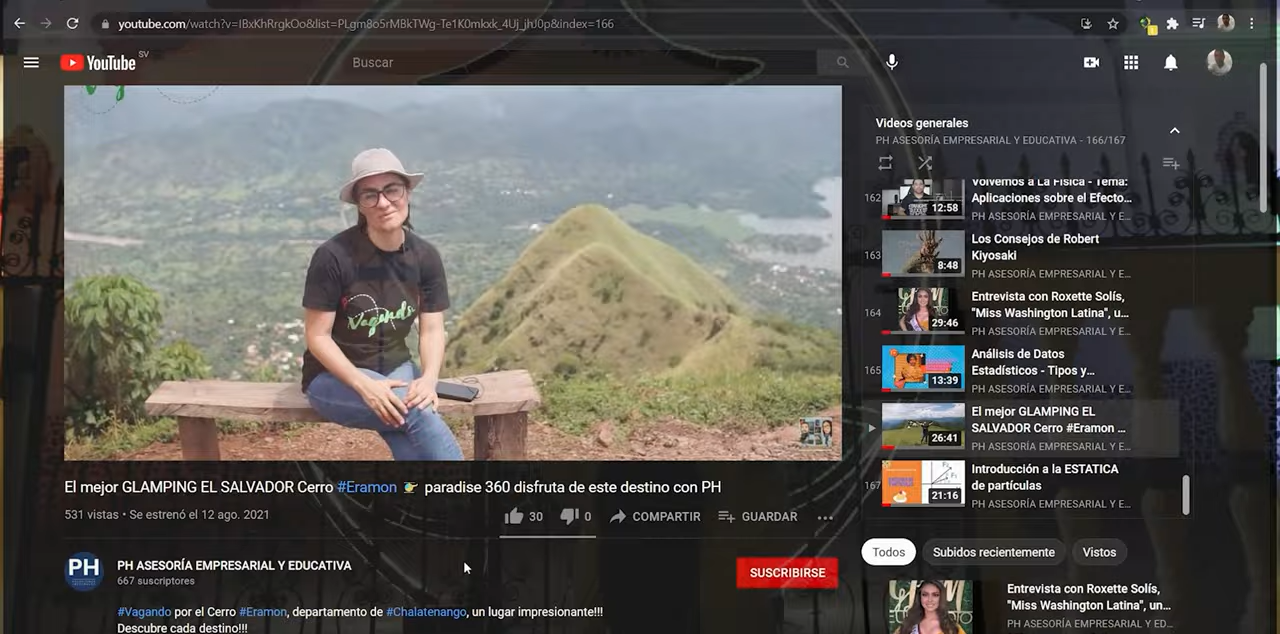 youtube.com/watch?v=IBxKhRrgkOo&list=PLgm8o5rMBkTWg-Te1K0mlxk_4Uj_jhJ0p&index=166
YouTube SV
Buscar
Vagando
El mejor GLAMPING EL SALVADOR Cerro #Eramon paradise 360 disfruta de este destino con PH
531 vistas • Se estrenó el 12 ago. 2021
30
0
COMPARTIR
GUARDAR
PH
PH ASESORÍA EMPRESARIAL Y EDUCATIVA
667 suscriptores
SUSCRIBIRSE
#Vagando por el Cerro #Eramon, departamento de #Chalatenango, un lugar impresionante!!!
Descubre cada destino!!!
Videos generales
PH ASESORÍA EMPRESARIAL Y EDUCATIVA - 166/167
162
12:58
Volvemos a La Física - Tema:
Aplicaciones sobre el Efecto...
PH ASESORÍA EMPRESARIAL Y E...
163
8:48
Los Consejos de Robert
Kiyosaki
PH ASESORÍA EMPRESARIAL Y E...
164
29:46
Entrevista con Roxette Solís,
"Miss Washington Latina", u...
PH ASESORÍA EMPRESARIAL Y E...
165
13:39
Análisis de Datos
Estadísticos - Tipos y...
PH ASESORÍA EMPRESARIAL Y E...
26:41
El mejor GLAMPING EL
SALVADOR Cerro #Eramon ...
PH ASESORÍA EMPRESARIAL Y E...
167
21:16
Introducción a la ESTATICA
de partículas
PH ASESORÍA EMPRESARIAL Y E...
Todos
Subidos recientemente
Vistos
Entrevista con Roxette Solís,
"Miss Washington Latina", un...
PH ASESORÍA EMPRESARIAL Y ED...